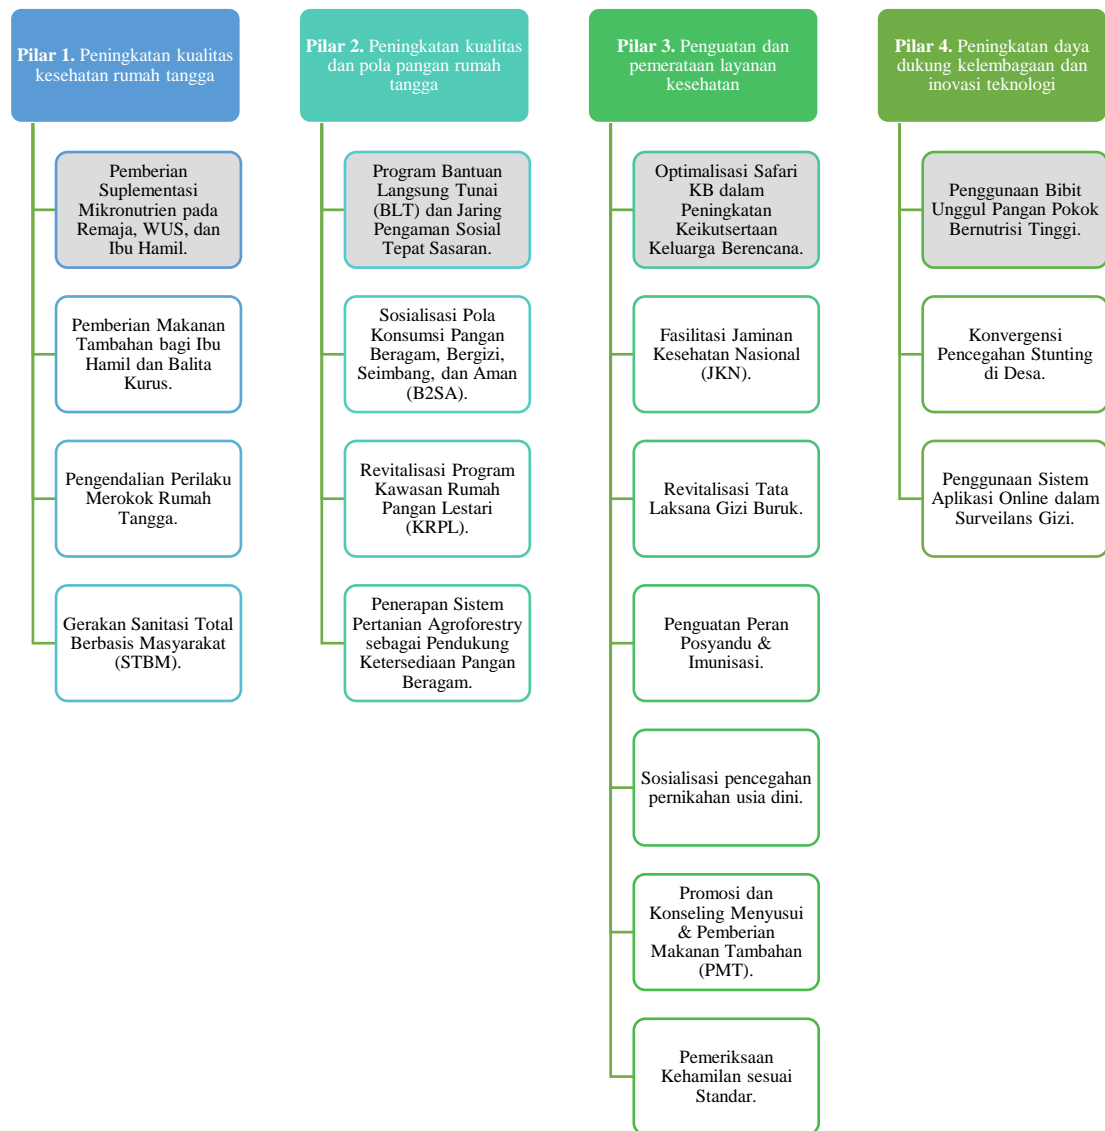 Pilar 1. Peningkatan kualitas
kesehatan rumah tangga
Pemberian
Suplementasi
Mikronutrien pada
Remaja, WUS, dan
Ibu Hamil.
Pemberian Makanan
Tambahan bagi Ibu
Hamil dan Balita
Kurus.
Pengendalian Perilaku
Merokok Rumah
Tangga.
Gerakan Sanitasi Total
Berbasis Masyarakat
(STBM).
Pilar 2. Peningkatan kualitas
dan pola pangan rumah
tangga
Program Bantuan
Langsung Tunai
(BLT) dan Jaring
Pengaman Sosial
Tepat Sasaran.
Sosialisasi Pola
Konsumsi Pangan
Beragam, Bergizi,
Seimbang, dan Aman
(B2SA).
Revitalisasi Program
Kawasan Rumah
Pangan Lestari
(KRPL).
Penerapan Sistem
Pertanian Agroforestry
sebagai Pendukung
Ketersediaan Pangan
Beragam.
Pilar 3. Penguatan dan
pemerataan layanan
kesehatan
Optimalisasi Safari
KB dalam
Peningkatan
Keikutsertaan
Keluarga Berencana.
Fasilitasi Jaminan
Kesehatan Nasional
(JKN).
Revitalisasi Tata
Laksana Gizi Buruk.
Penguatan Peran
Posyandu &
Imunisasi.
Sosialisasi pencegahan
pernikahan usia dini.
Promosi dan
Konseling Menyusui
& Pemberian
Makanan Tambahan
(PMT).
Pemeriksaan
Kehamilan sesuai
Standar.
Pilar 4. Peningkatan daya
dukung kelembagaan dan
inovasi teknologi
Penggunaan Bibit
Unggul Pangan Pokok
Bernutrisi Tinggi.
Konvergensi
Pencegahan Stunting
di Desa.
Penggunaan Sistem
Aplikasi Online dalam
Surveilans Gizi.